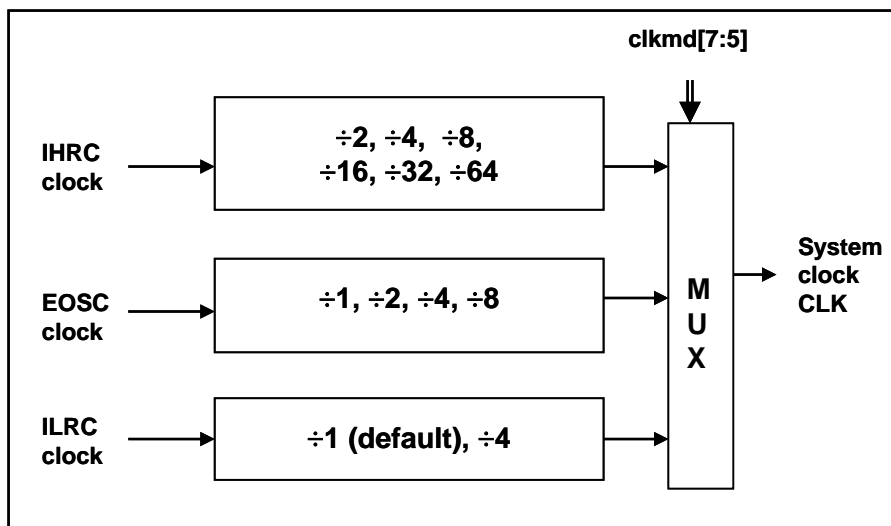 clkmd[7:5]
IHRC
clock
÷2, ÷4, ÷8,
÷16, ÷32, ÷64
EOSC
clock
÷1, ÷2, ÷4, ÷8
ILRC
clock
÷1 (default), ÷4
M
U
X
System
clock
CLK